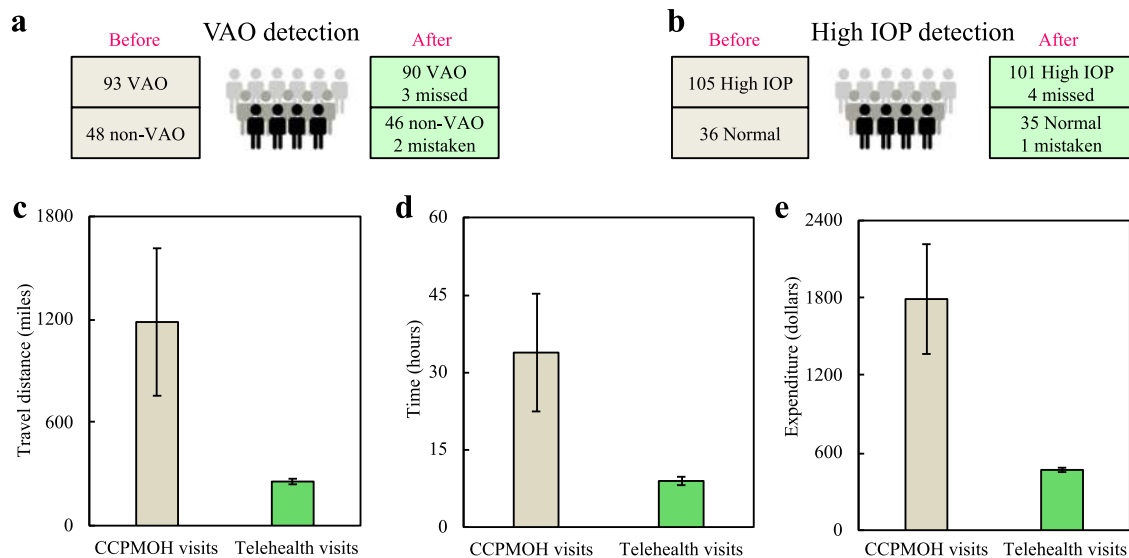 a
VAO detection
Before
After
93 VAO
48 non-VAO
90 VAO
3 missed
46 non-VAO
2 mistaken
b
High IOP detection
Before
After
105 High IOP
36 Normal
101 High IOP
4 missed
35 Normal
1 mistaken
c
Travel distance (miles)
1800
1200
600
0
CCPMOH visits
Telehealth visits
d
Time (hours)
60
45
30
15
0
CCPMOH visits
Telehealth visits
e
Expenditure (dollars)
2400
1800
1200
600
0
CCPMOH visits
Telehealth visits